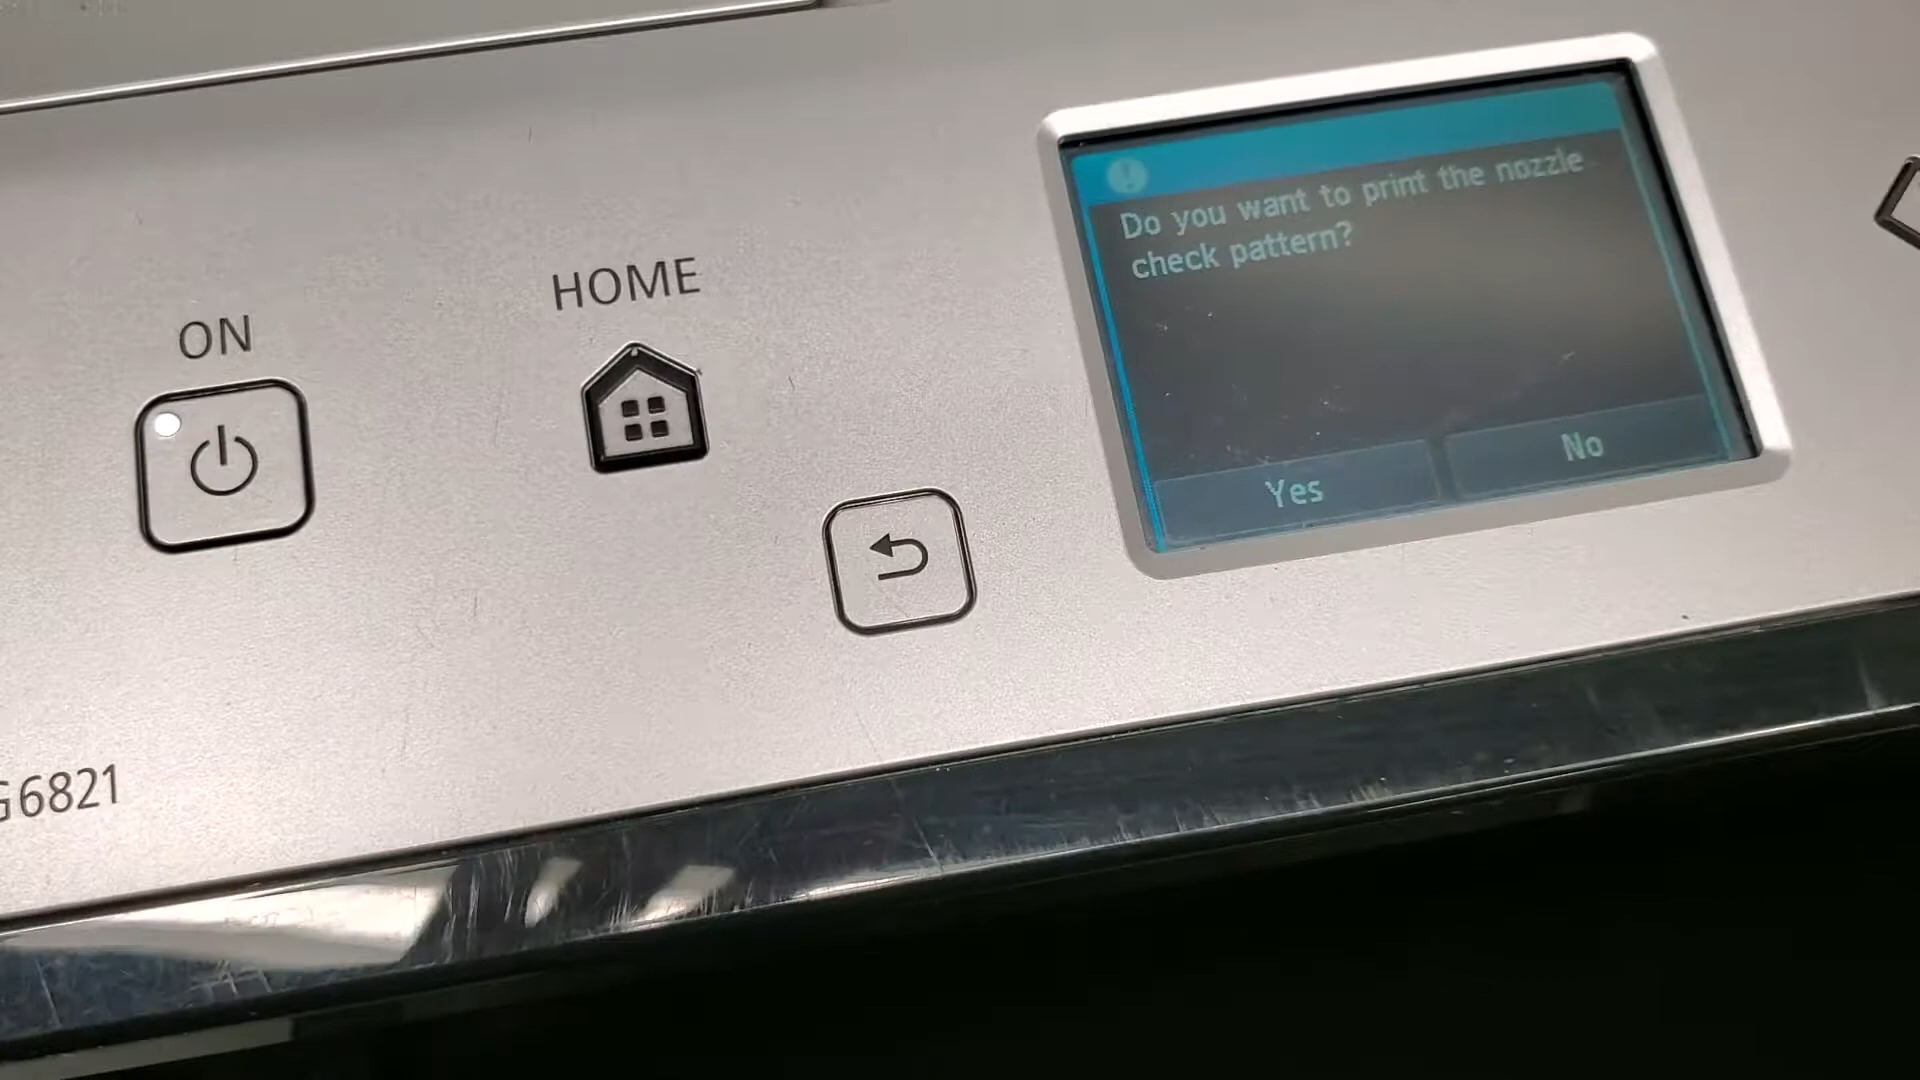 Do you want to print the nozzle
check pattern?
Yes
No
HOME
ON
G6821